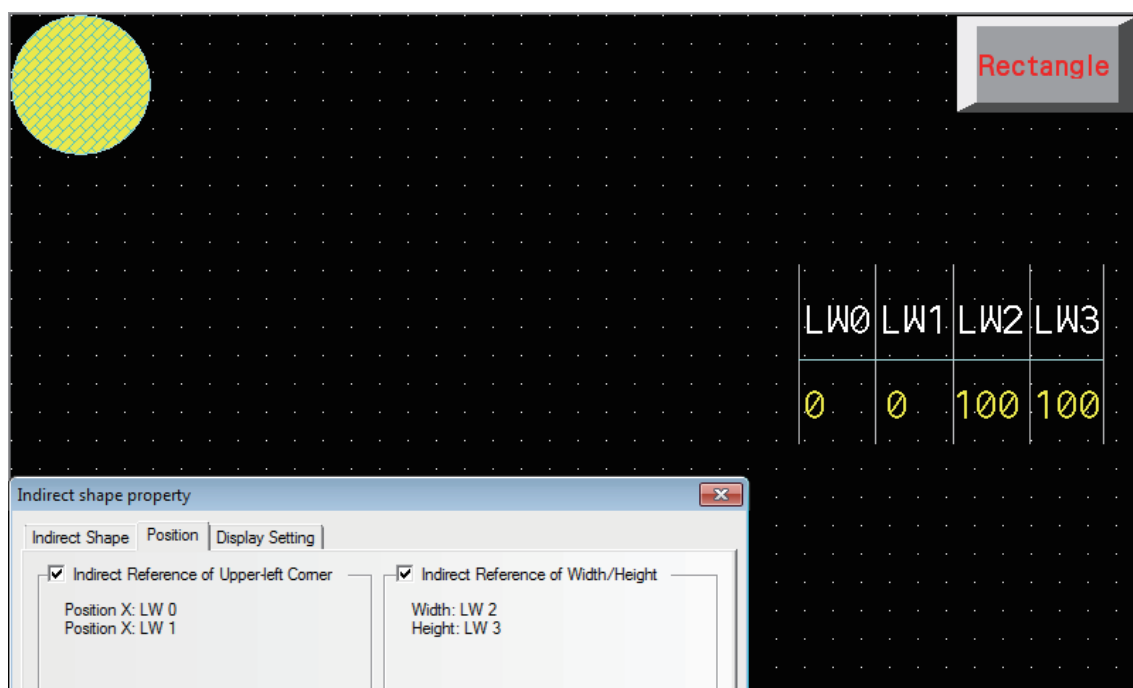 Rectangle
LW0 LW1 LW2 LW3
0 0 100 100
Indirect shape property
Indirect Shape Position Display Setting
Indirect Reference of Upper-left Corner
Position X: LW 0
Position X: LW 1
Indirect Reference of Width/Height
Width: LW 2
Height: LW 3